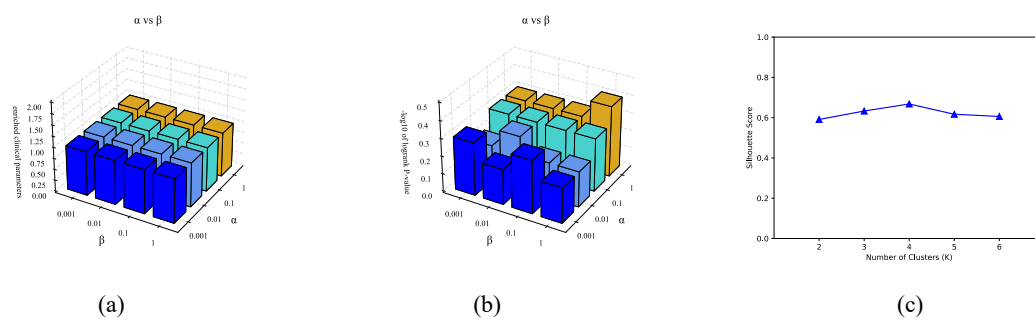 α vs β
enriched clinical parameters
2.00
1.75
1.50
1.25
1.00
0.75
0.50
0.25
0.00
0.001
0.01
0.1
1
β
0.001
0.01
0.1
1
α
(a)
α vs β
-log10 of logrank P-value
0.5
0.4
0.3
0.2
0.1
0.0
0.001
0.01
0.1
1
β
0.001
0.01
0.1
1
α
(b)
Silhouette Score
1.0
0.8
0.6
0.4
0.2
0.0
2 3 4 5 6
Number of Clusters (K)
(c)